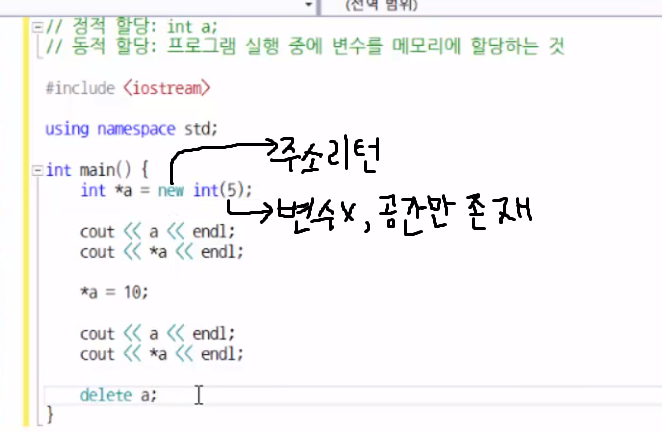 (전역 범위)
// 정적 할당: int a;
// 동적 할당: 프로그램 실행 중에 변수를 메모리에 할당하는 것
#include <iostream>
using namespace std;
int main() {
주소리턴
int *a = new int(5);
변수x, 공간만 존재
cout << a << endl;
cout << *a << endl;
*a = 10;
cout << a << endl;
cout << *a << endl;
delete a;
}